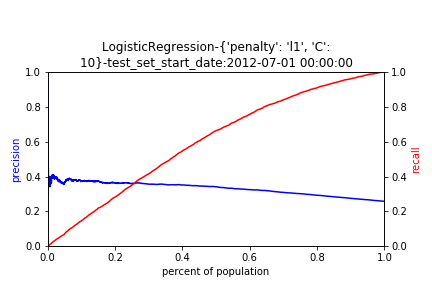 LogisticRegression-{'penalty': 'l1', 'C':
10}-test_set_start_date:2012-07-01 00:00:00
1.0
0.8
0.6
0.4
0.2
0.0
precision
1.0
0.8
0.6
0.4
0.2
0.0
recall
0.0 0.2 0.4 0.6 0.8 1.0
percent of population